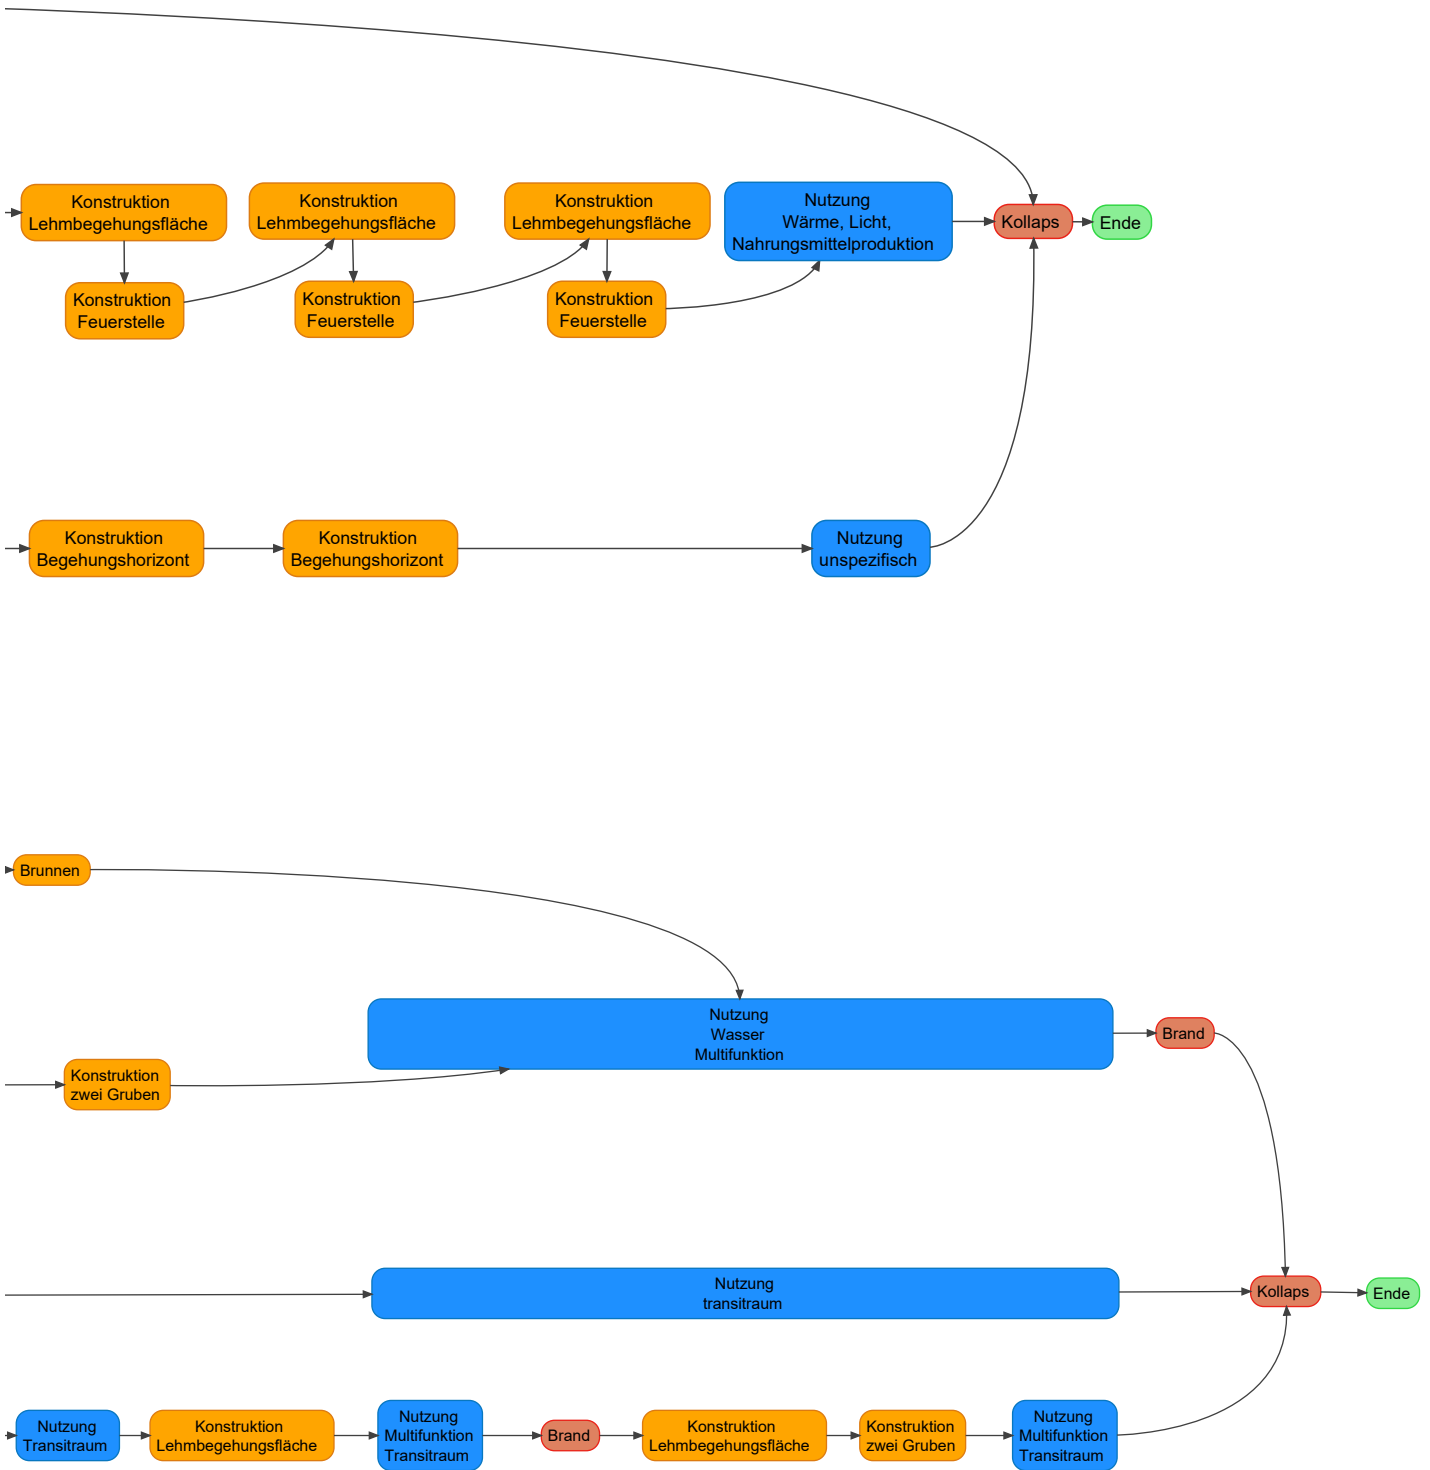 Konstruktion
Lehmbegehungsfläche
Konstruktion
Lehmbegehungsfläche
Konstruktion
Lehmbegehungsfläche
Nutzung
Wärme, Licht,
Nahrungsmittelproduktion
Kollaps
Ende
Konstruktion
Feuerstelle
Konstruktion
Feuerstelle
Konstruktion
Feuerstelle
Konstruktion
Begehungshorizont
Konstruktion
Begehungshorizont
Nutzung
unspezifisch
Brunnen
Nutzung
Wasser
Multifunktion
Brand
Konstruktion
zwei Gruben
Nutzung
transitraum
Kollaps
Ende
Nutzung
Transitraum
Konstruktion
Lehmbegehungsfläche
Nutzung
Multifunktion
Transitraum
Brand
Konstruktion
Lehmbegehungsfläche
Konstruktion
zwei Gruben
Nutzung
Multifunktion
Transitraum